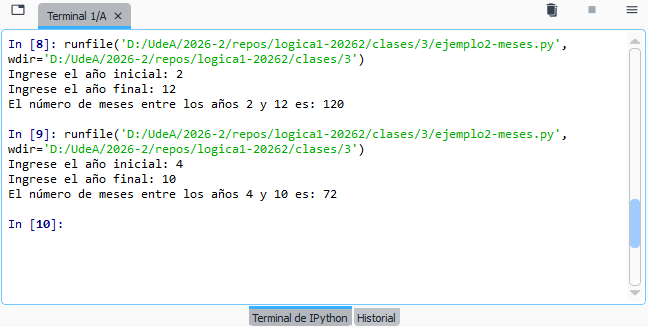 Terminal 1/A
In [8]: runfile('D:/UdeA/2026-2/repos/logica1-20262/clases/3/ejemplo2-meses.py',
wdir='D:/UdeA/2026-2/repos/logica1-20262/clases/3')
Ingrese el año inicial: 2
Ingrese el año final: 12
El número de meses entre los años 2 y 12 es: 120
In [9]: runfile('D:/UdeA/2026-2/repos/logica1-20262/clases/3/ejemplo2-meses.py',
wdir='D:/UdeA/2026-2/repos/logica1-20262/clases/3')
Ingrese el año inicial: 4
Ingrese el año final: 10
El número de meses entre los años 4 y 10 es: 72
In [10]:
Terminal de IPython Historial